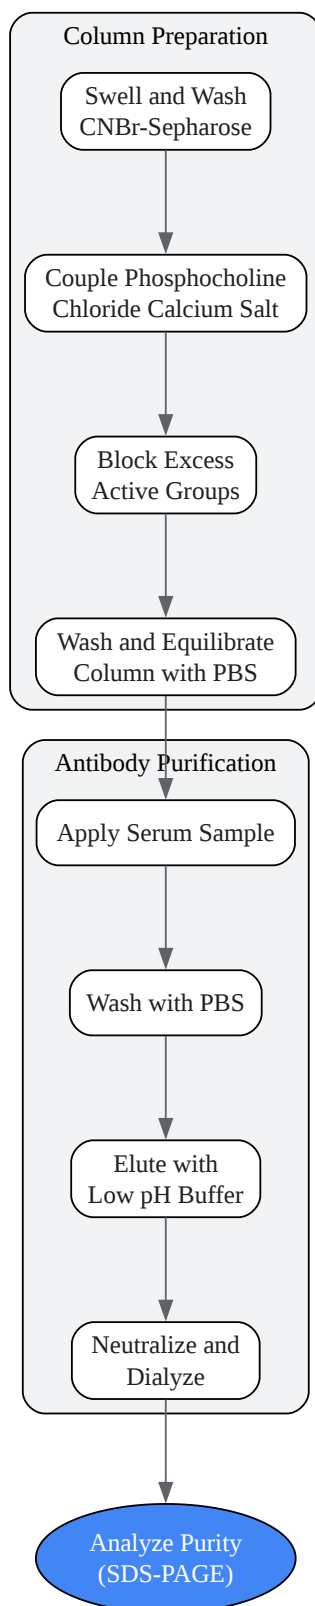 Column Preparation
Swell and Wash
CNBr-Sepharose
Couple Phosphocholine
Chloride Calcium Salt
Block Excess
Active Groups
Wash and Equilibrate
Column with PBS
Antibody Purification
Apply Serum Sample
Wash with PBS
Elute with
Low pH Buffer
Neutralize and
Dialyze
Analyze Purity
(SDS-PAGE)